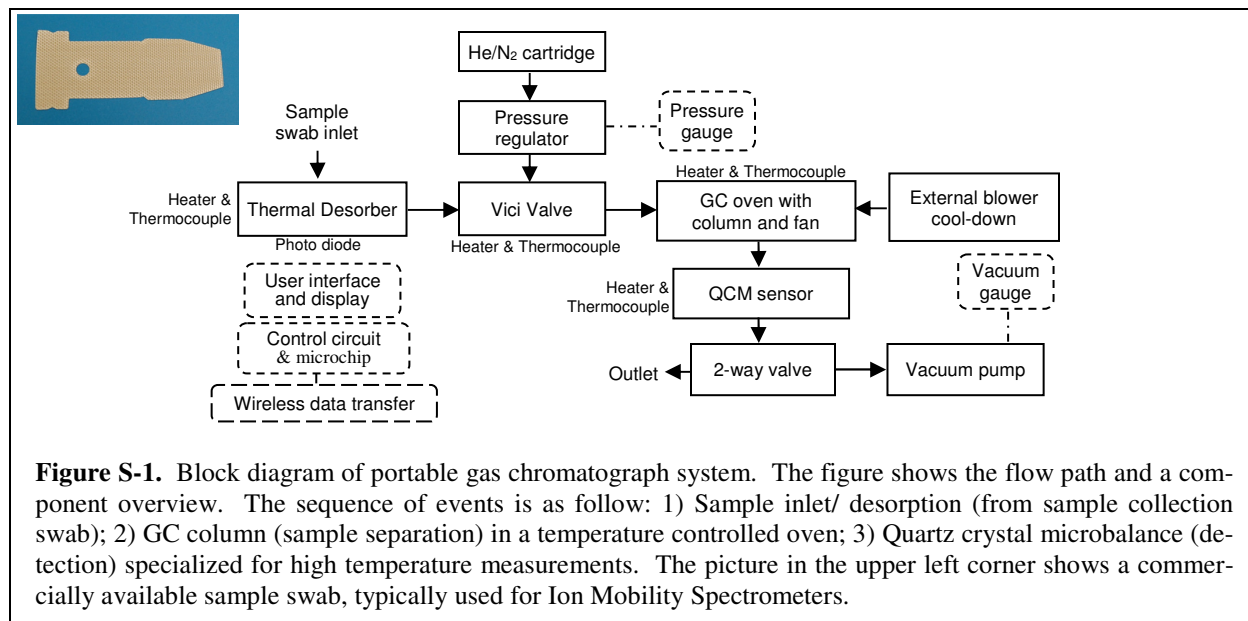 He/N₂ cartridge
Sample
swab inlet
Pressure
regulator
Pressure
gauge
Heater &
Thermocouple
Thermal Desorber
Photo diode
Vici Valve
Heater & Thermocouple
Heater & Thermocouple
GC oven with
column and fan
External blower
cool-down
User interface
and display
Control circuit
& microchip
Wireless data transfer
Heater &
Thermocouple
QCM sensor
Vacuum
gauge
Outlet
2-way valve
Vacuum pump
Figure S-1. Block diagram of portable gas chromatograph system. The figure shows the flow path and a com-
ponent overview. The sequence of events is as follow: 1) Sample inlet/ desorption (from sample collection
swab); 2) GC column (sample separation) in a temperature controlled oven; 3) Quartz crystal microbalance (de-
tection) specialized for high temperature measurements. The picture in the upper left corner shows a commer-
cially available sample swab, typically used for Ion Mobility Spectrometers.